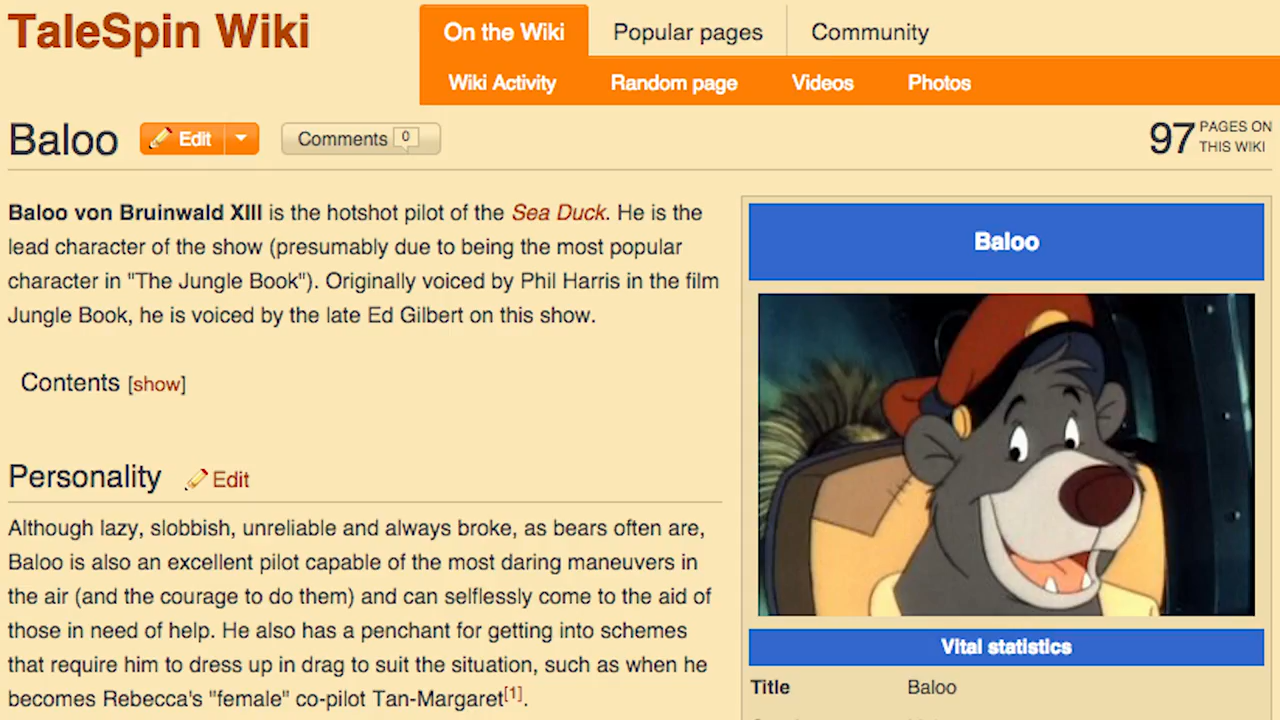 TaleSpin Wiki
On the Wiki
Popular pages
Community
Wiki Activity
Random page
Videos
Photos
Baloo
Edit
Comments 0
97 PAGES ON THIS WIKI
Baloo von Bruinwald XIII is the hotshot pilot of the Sea Duck. He is the
lead character of the show (presumably due to being the most popular
character in "The Jungle Book"). Originally voiced by Phil Harris in the film
Jungle Book, he is voiced by the late Ed Gilbert on this show.
Contents [show]
Personality Edit
Although lazy, slobbish, unreliable and always broke, as bears often are,
Baloo is also an excellent pilot capable of the most daring maneuvers in
the air (and the courage to do them) and can selflessly come to the aid of
those in need of help. He also has a penchant for getting into schemes
that require him to dress up in drag to suit the situation, such as when he
becomes Rebecca's "female" co-pilot Tan-Margaret[1].
Baloo
Vital statistics
Title Baloo